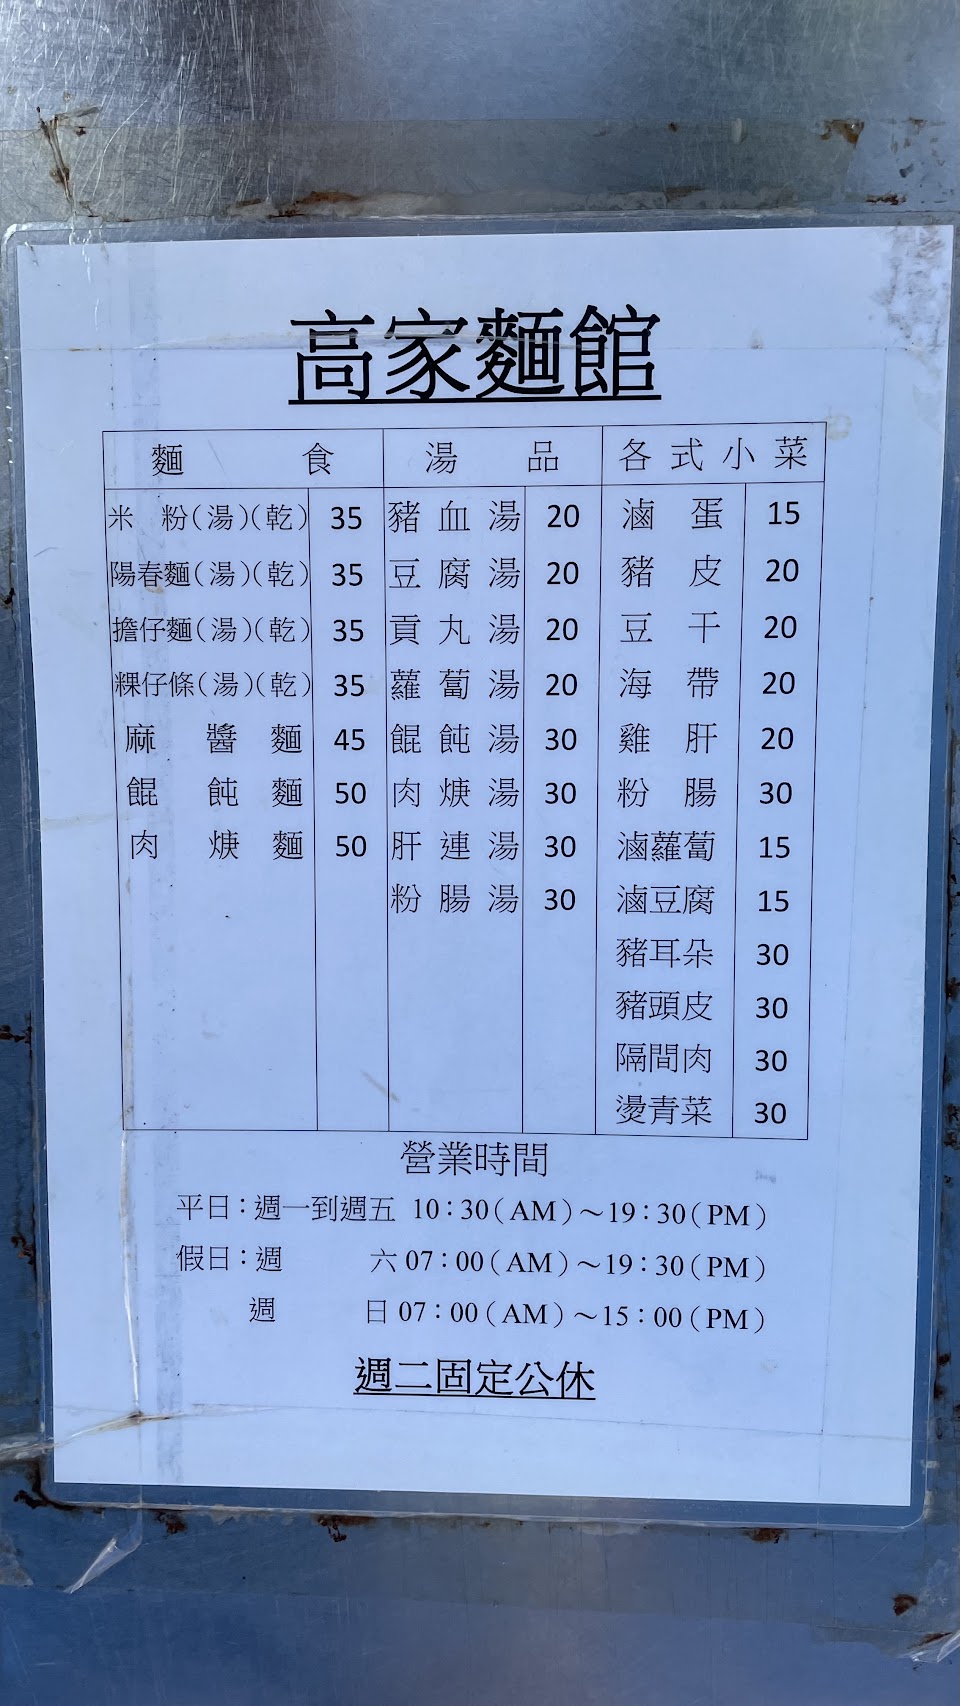 高家麵館
麵食 湯品 各式小菜
米粉(湯)(乾) 35 豬血湯 20 滷蛋 15
陽春麵(湯)(乾) 35 豆腐湯 20 豬皮 20
擔仔麵(湯)(乾) 35 貢丸湯 20 豆干 20
粿仔條(湯)(乾) 35 蘿蔔湯 20 海帶 20
麻醬麵 45 餛飩湯 30 雞肝 20
餛飩麵 50 肉焿湯 30 粉腸 30
肉焿麵 50 肝連湯 30 滷蘿蔔 15
粉腸湯 30 滷豆腐 15
豬耳朵 30
豬頭皮 30
隔間肉 30
燙青菜 30
營業時間
平日：週一到週五 10：30(AM)～19：30(PM)
假日：週 六 07：00(AM)～19：30(PM)
週 日 07：00(AM)～15：00(PM)
週二固定公休